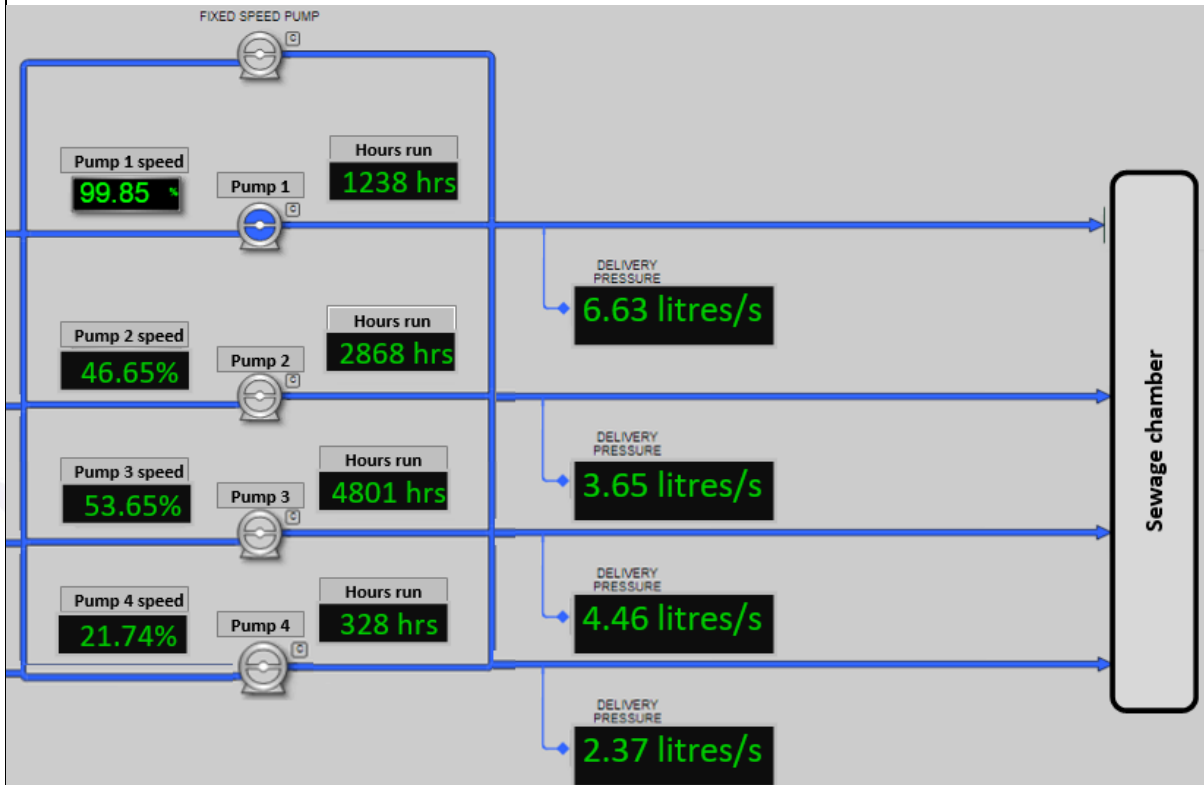 FIXED SPEED PUMP
C
Hours run
Pump 1 speed
1238 hrs
99.85 %
Pump 1
C
DELIVERY
PRESSURE
6.63 litres/s
Hours run
Pump 2 speed
2868 hrs
46.65%
Pump 2
C
Sewage chamber
DELIVERY
PRESSURE
3.65 litres/s
Hours run
Pump 3 speed
4801 hrs
53.65%
Pump 3
C
DELIVERY
PRESSURE
4.46 litres/s
Hours run
Pump 4 speed
328 hrs
21.74%
Pump 4
C
DELIVERY
PRESSURE
2.37 litres/s